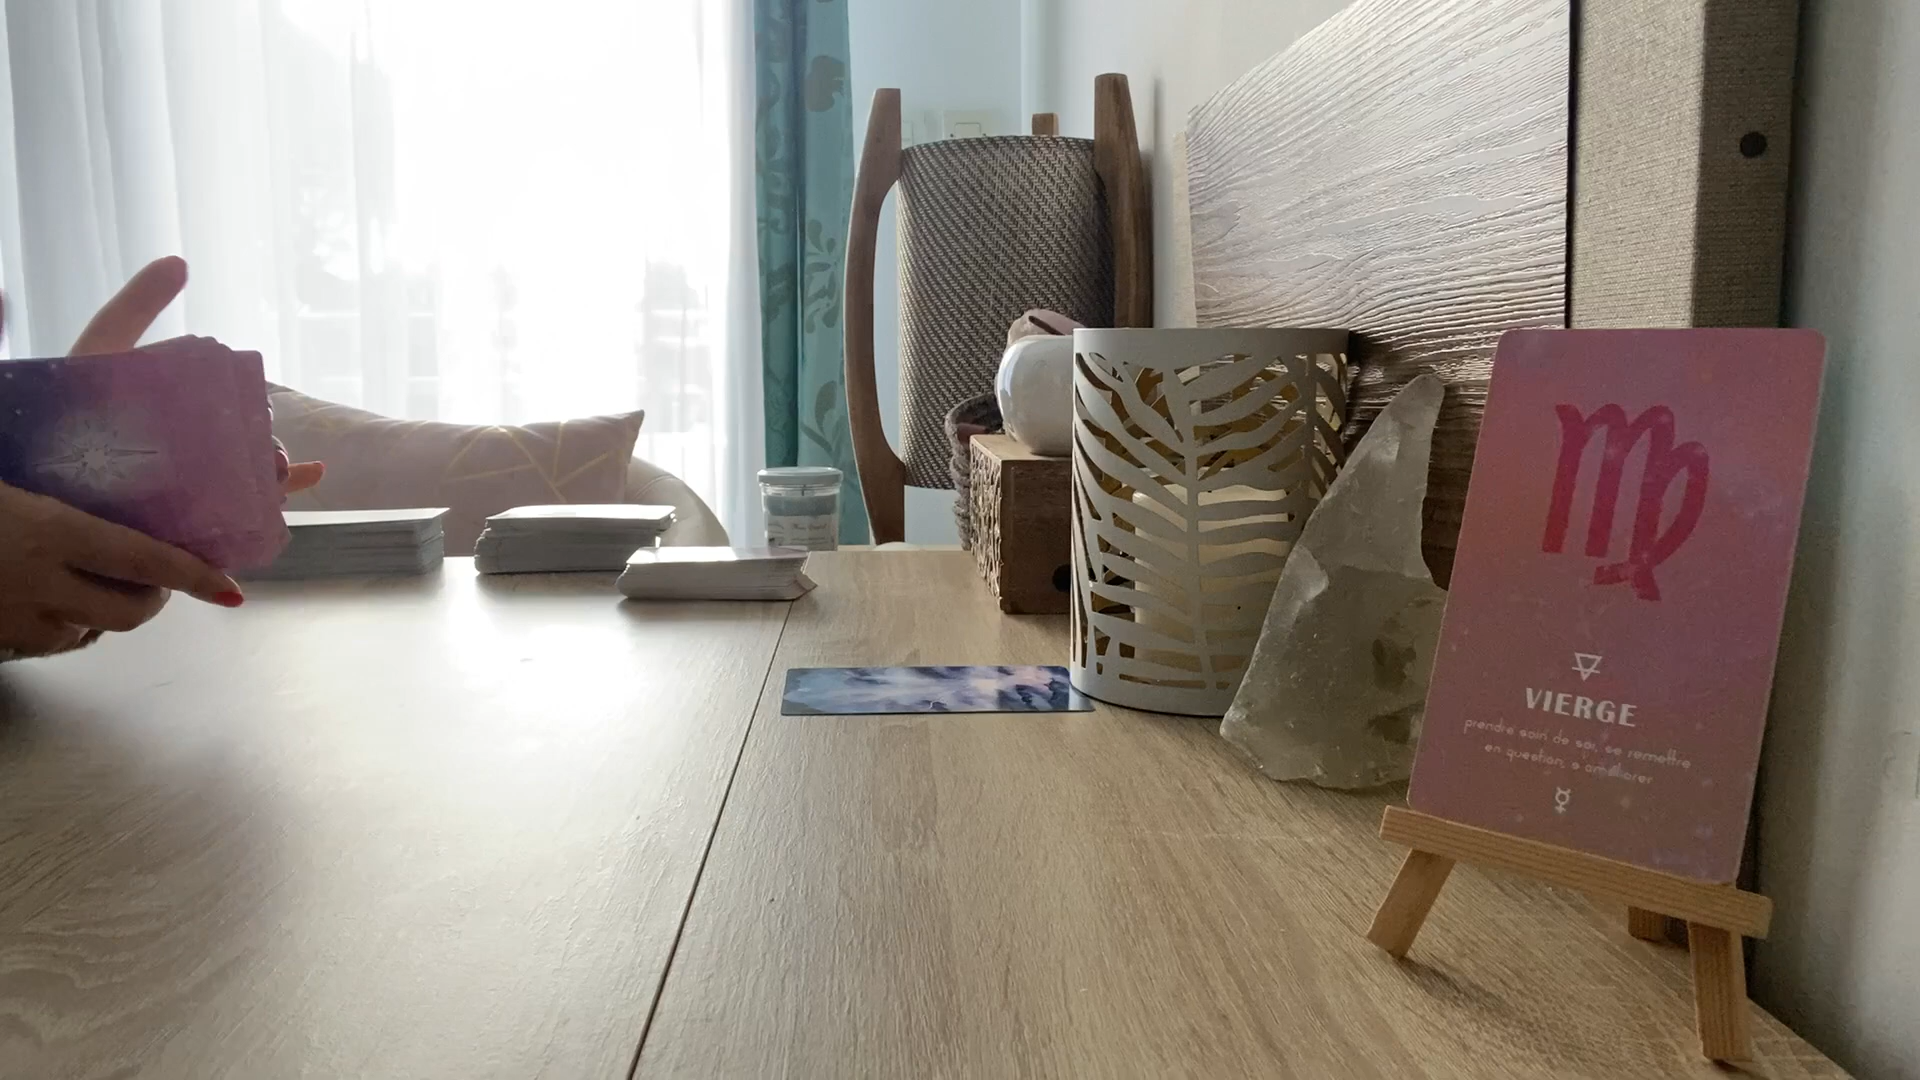 VIERGE
prendre soin de soi, se remettre
en question, s'améliorer